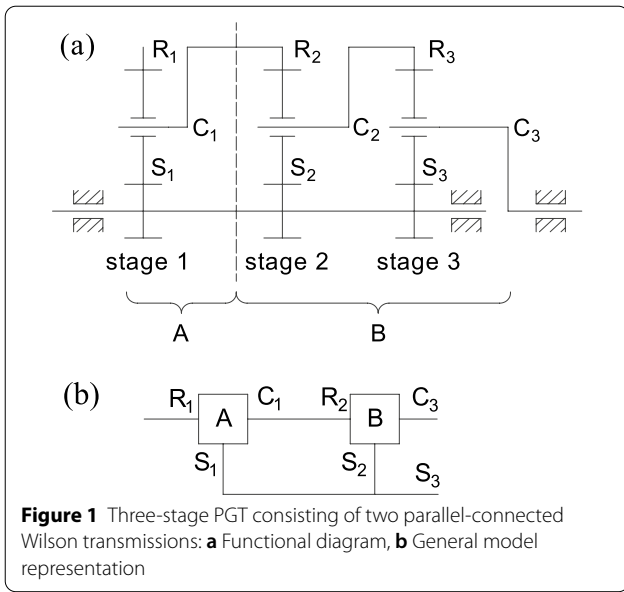 (a)
R1
R2
R3
C1
C2
C3
S1
S2
S3
stage 1
stage 2
stage 3
A
B
(b)
R1
A
C1
R2
B
C3
S1
S2
S3
Figure 1 Three-stage PGT consisting of two parallel-connected
Wilson transmissions: a Functional diagram, b General model
representation